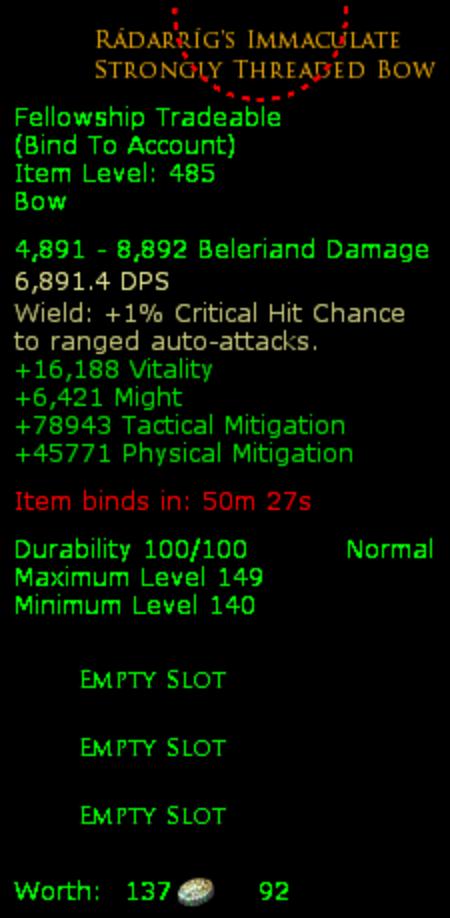 Rádarríg's Immaculate
Strongly Threaded Bow
Fellowship Tradeable
(Bind To Account)
Item Level: 485
Bow
4,891 - 8,892 Beleriand Damage
6,891.4 DPS
Wield: +1% Critical Hit Chance
to ranged auto-attacks.
+16,188 Vitality
+6,421 Might
+78943 Tactical Mitigation
+45771 Physical Mitigation
Item binds in: 50m 27s
Durability 100/100 Normal
Maximum Level 149
Minimum Level 140
Empty Slot
Empty Slot
Empty Slot
Worth: 137 92